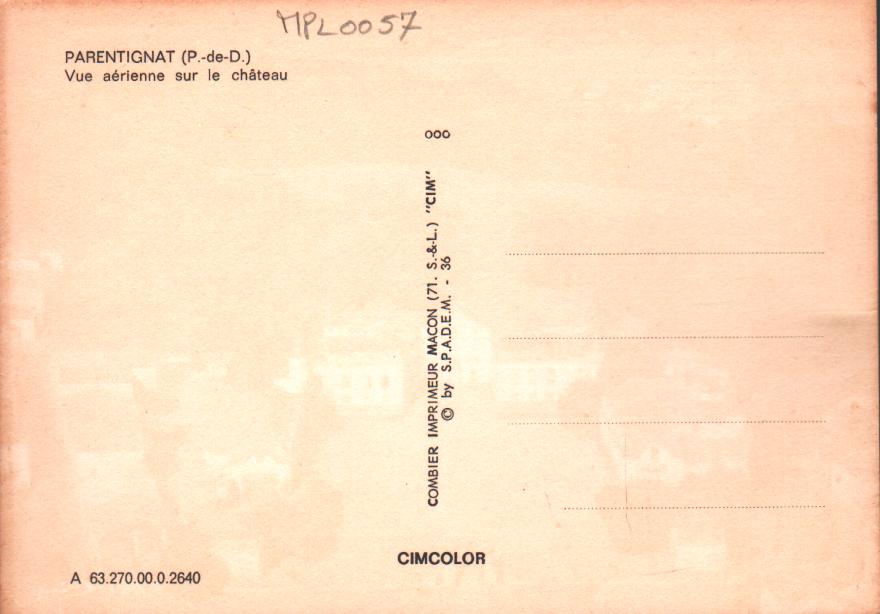 MPL0057
PARENTIGNAT (P.-de-D.)
Vue aérienne sur le château
ooo
COMBIER IMPRIMEUR MACON (71. S.-&-L.) "CIM"
© by S.P.A.D.E.M. - 36
CIMCOLOR
A 63.270.00.0.2640